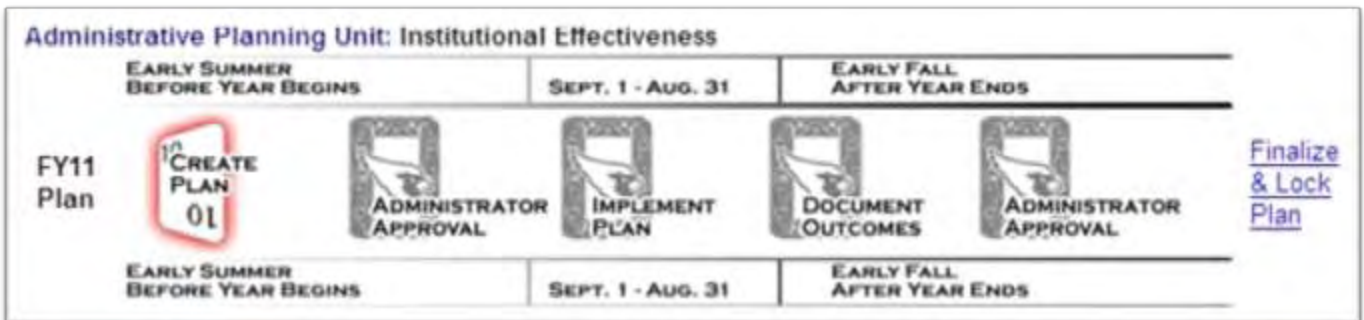 Administrative Planning Unit: Institutional Effectiveness
EARLY SUMMER
BEFORE YEAR BEGINS
SEPT. 1 - AUG. 31
EARLY FALL
AFTER YEAR ENDS
FY11
Plan
10
CREATE
PLAN
10
ADMINISTRATOR
APPROVAL
IMPLEMENT
PLAN
DOCUMENT
OUTCOMES
ADMINISTRATOR
APPROVAL
Finalize
& Lock
Plan
EARLY SUMMER
BEFORE YEAR BEGINS
SEPT. 1 - AUG. 31
EARLY FALL
AFTER YEAR ENDS